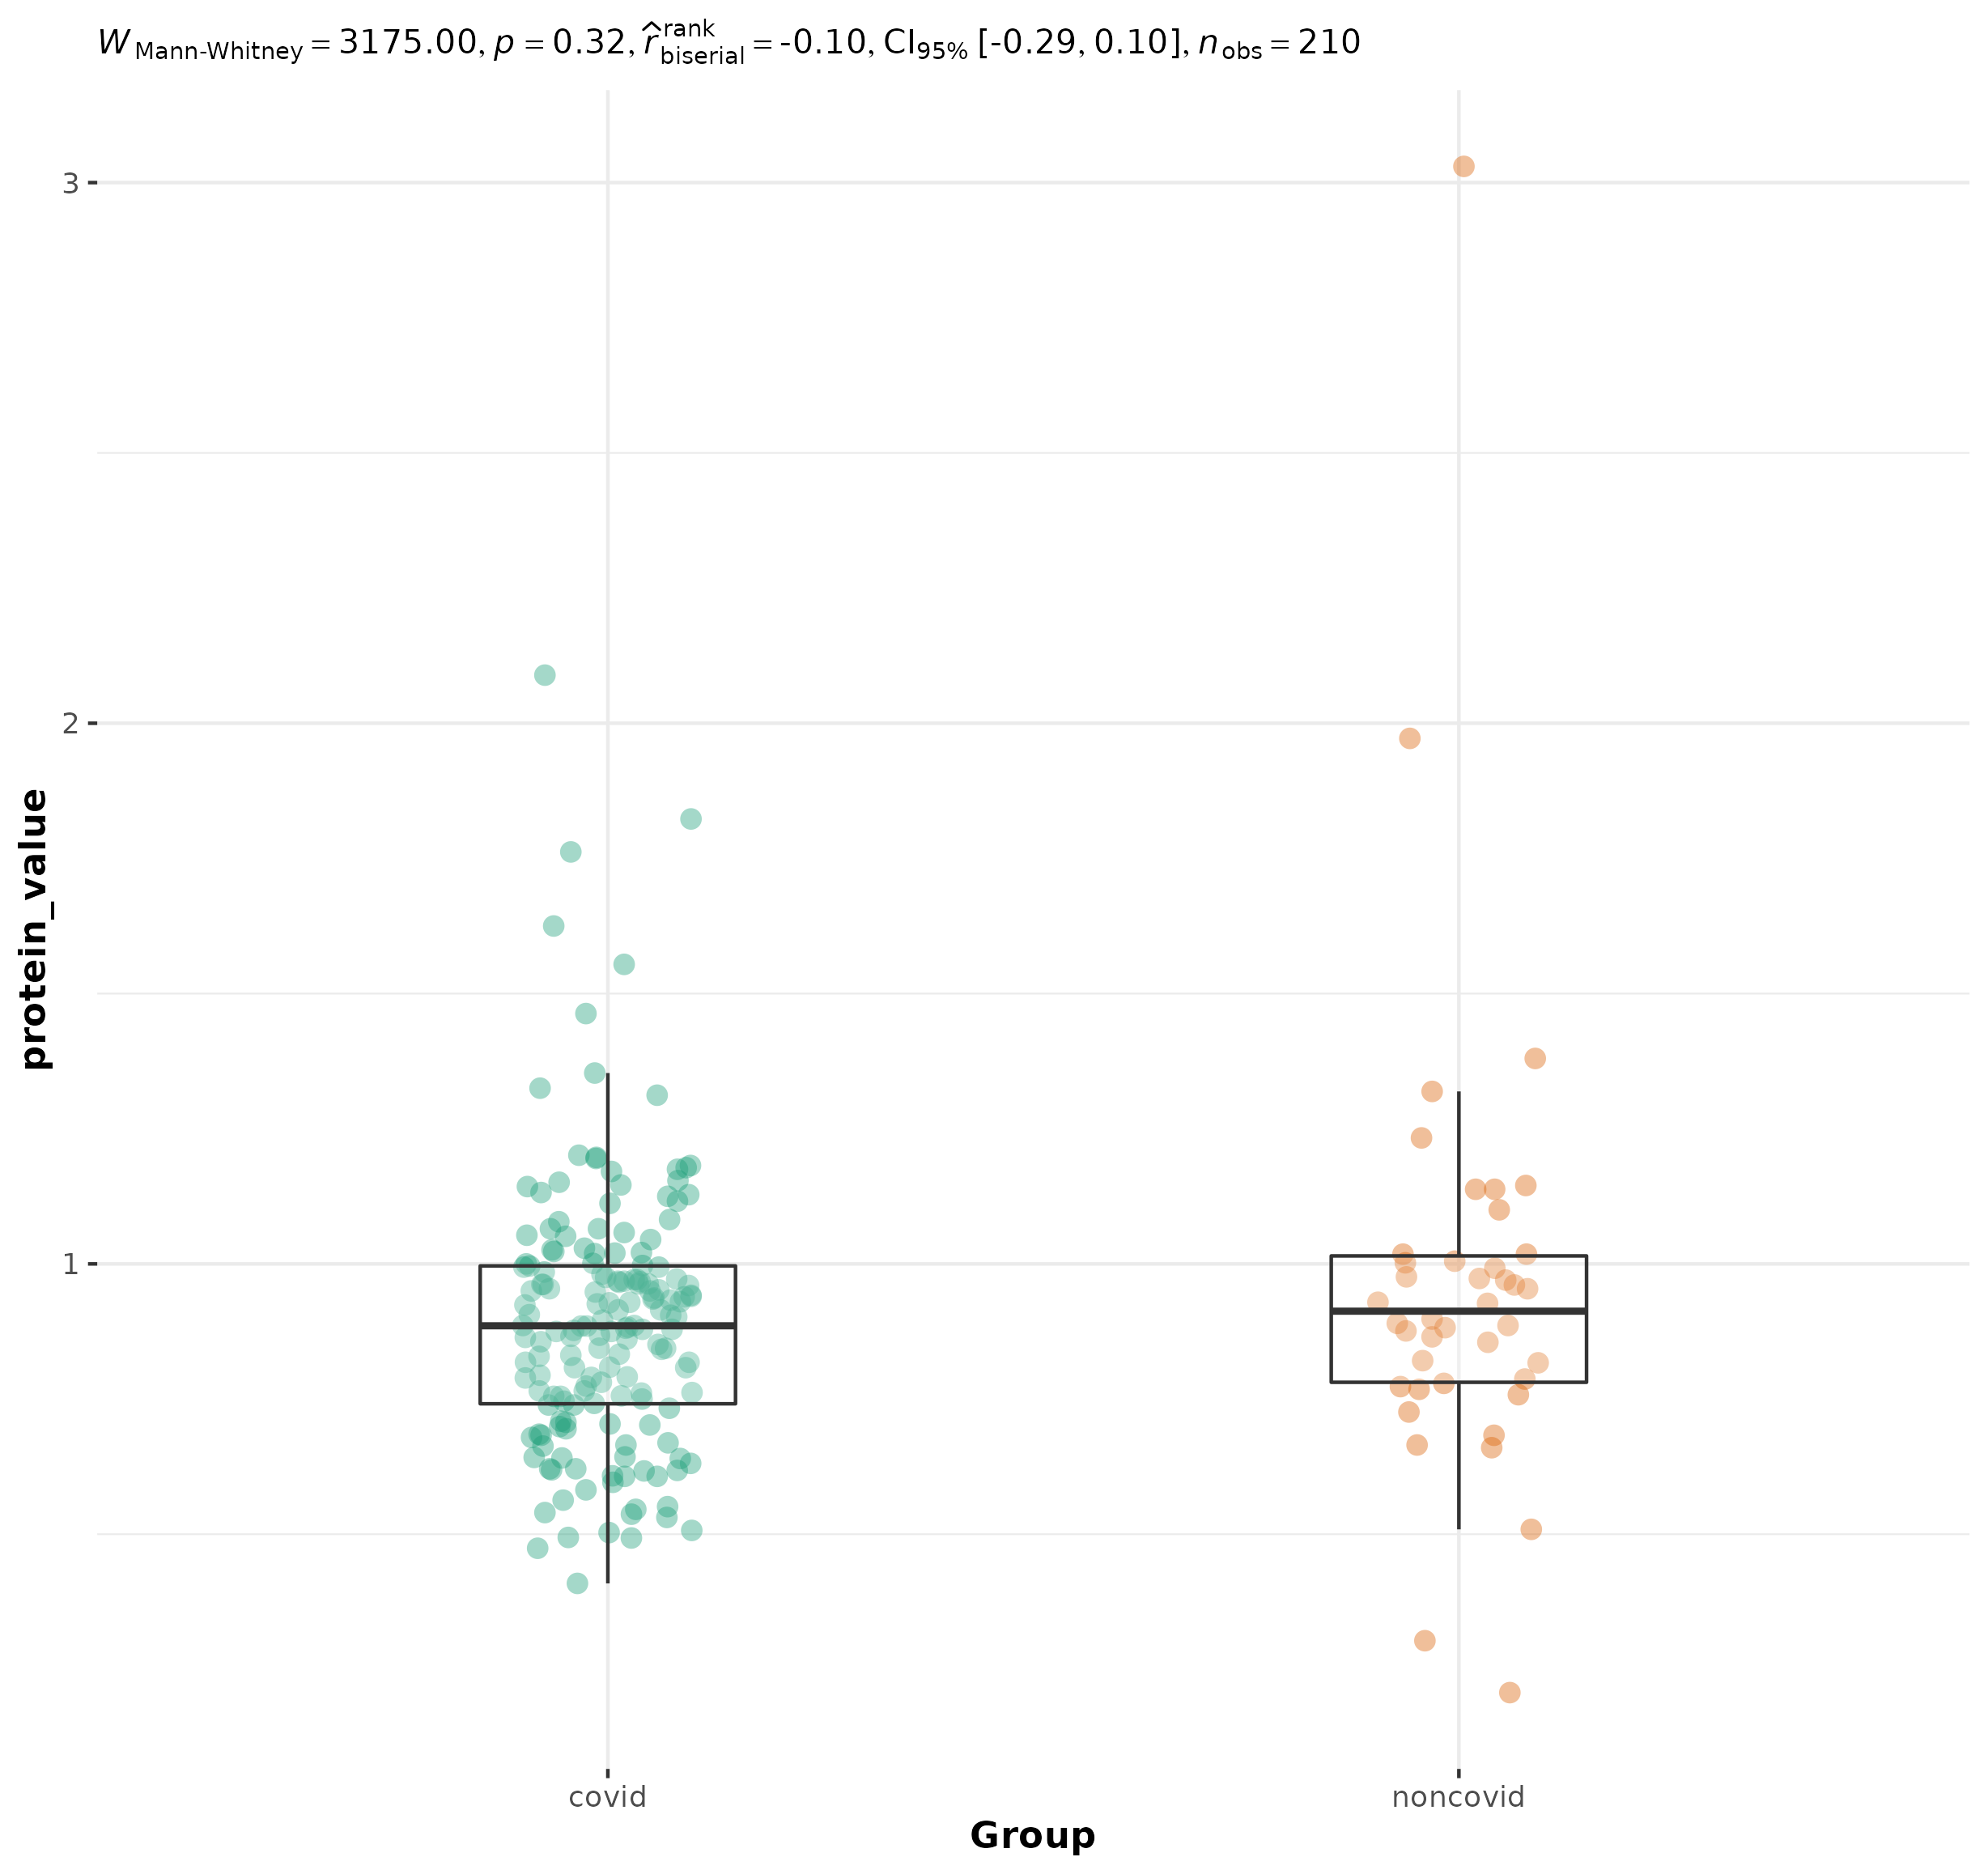 W Mann-Whitney = 3175.00, p = 0.32, r̂ rank biserial = -0.10, CI95% [-0.29, 0.10], nobs = 210
3
2
1
protein_value
covid noncovid
Group